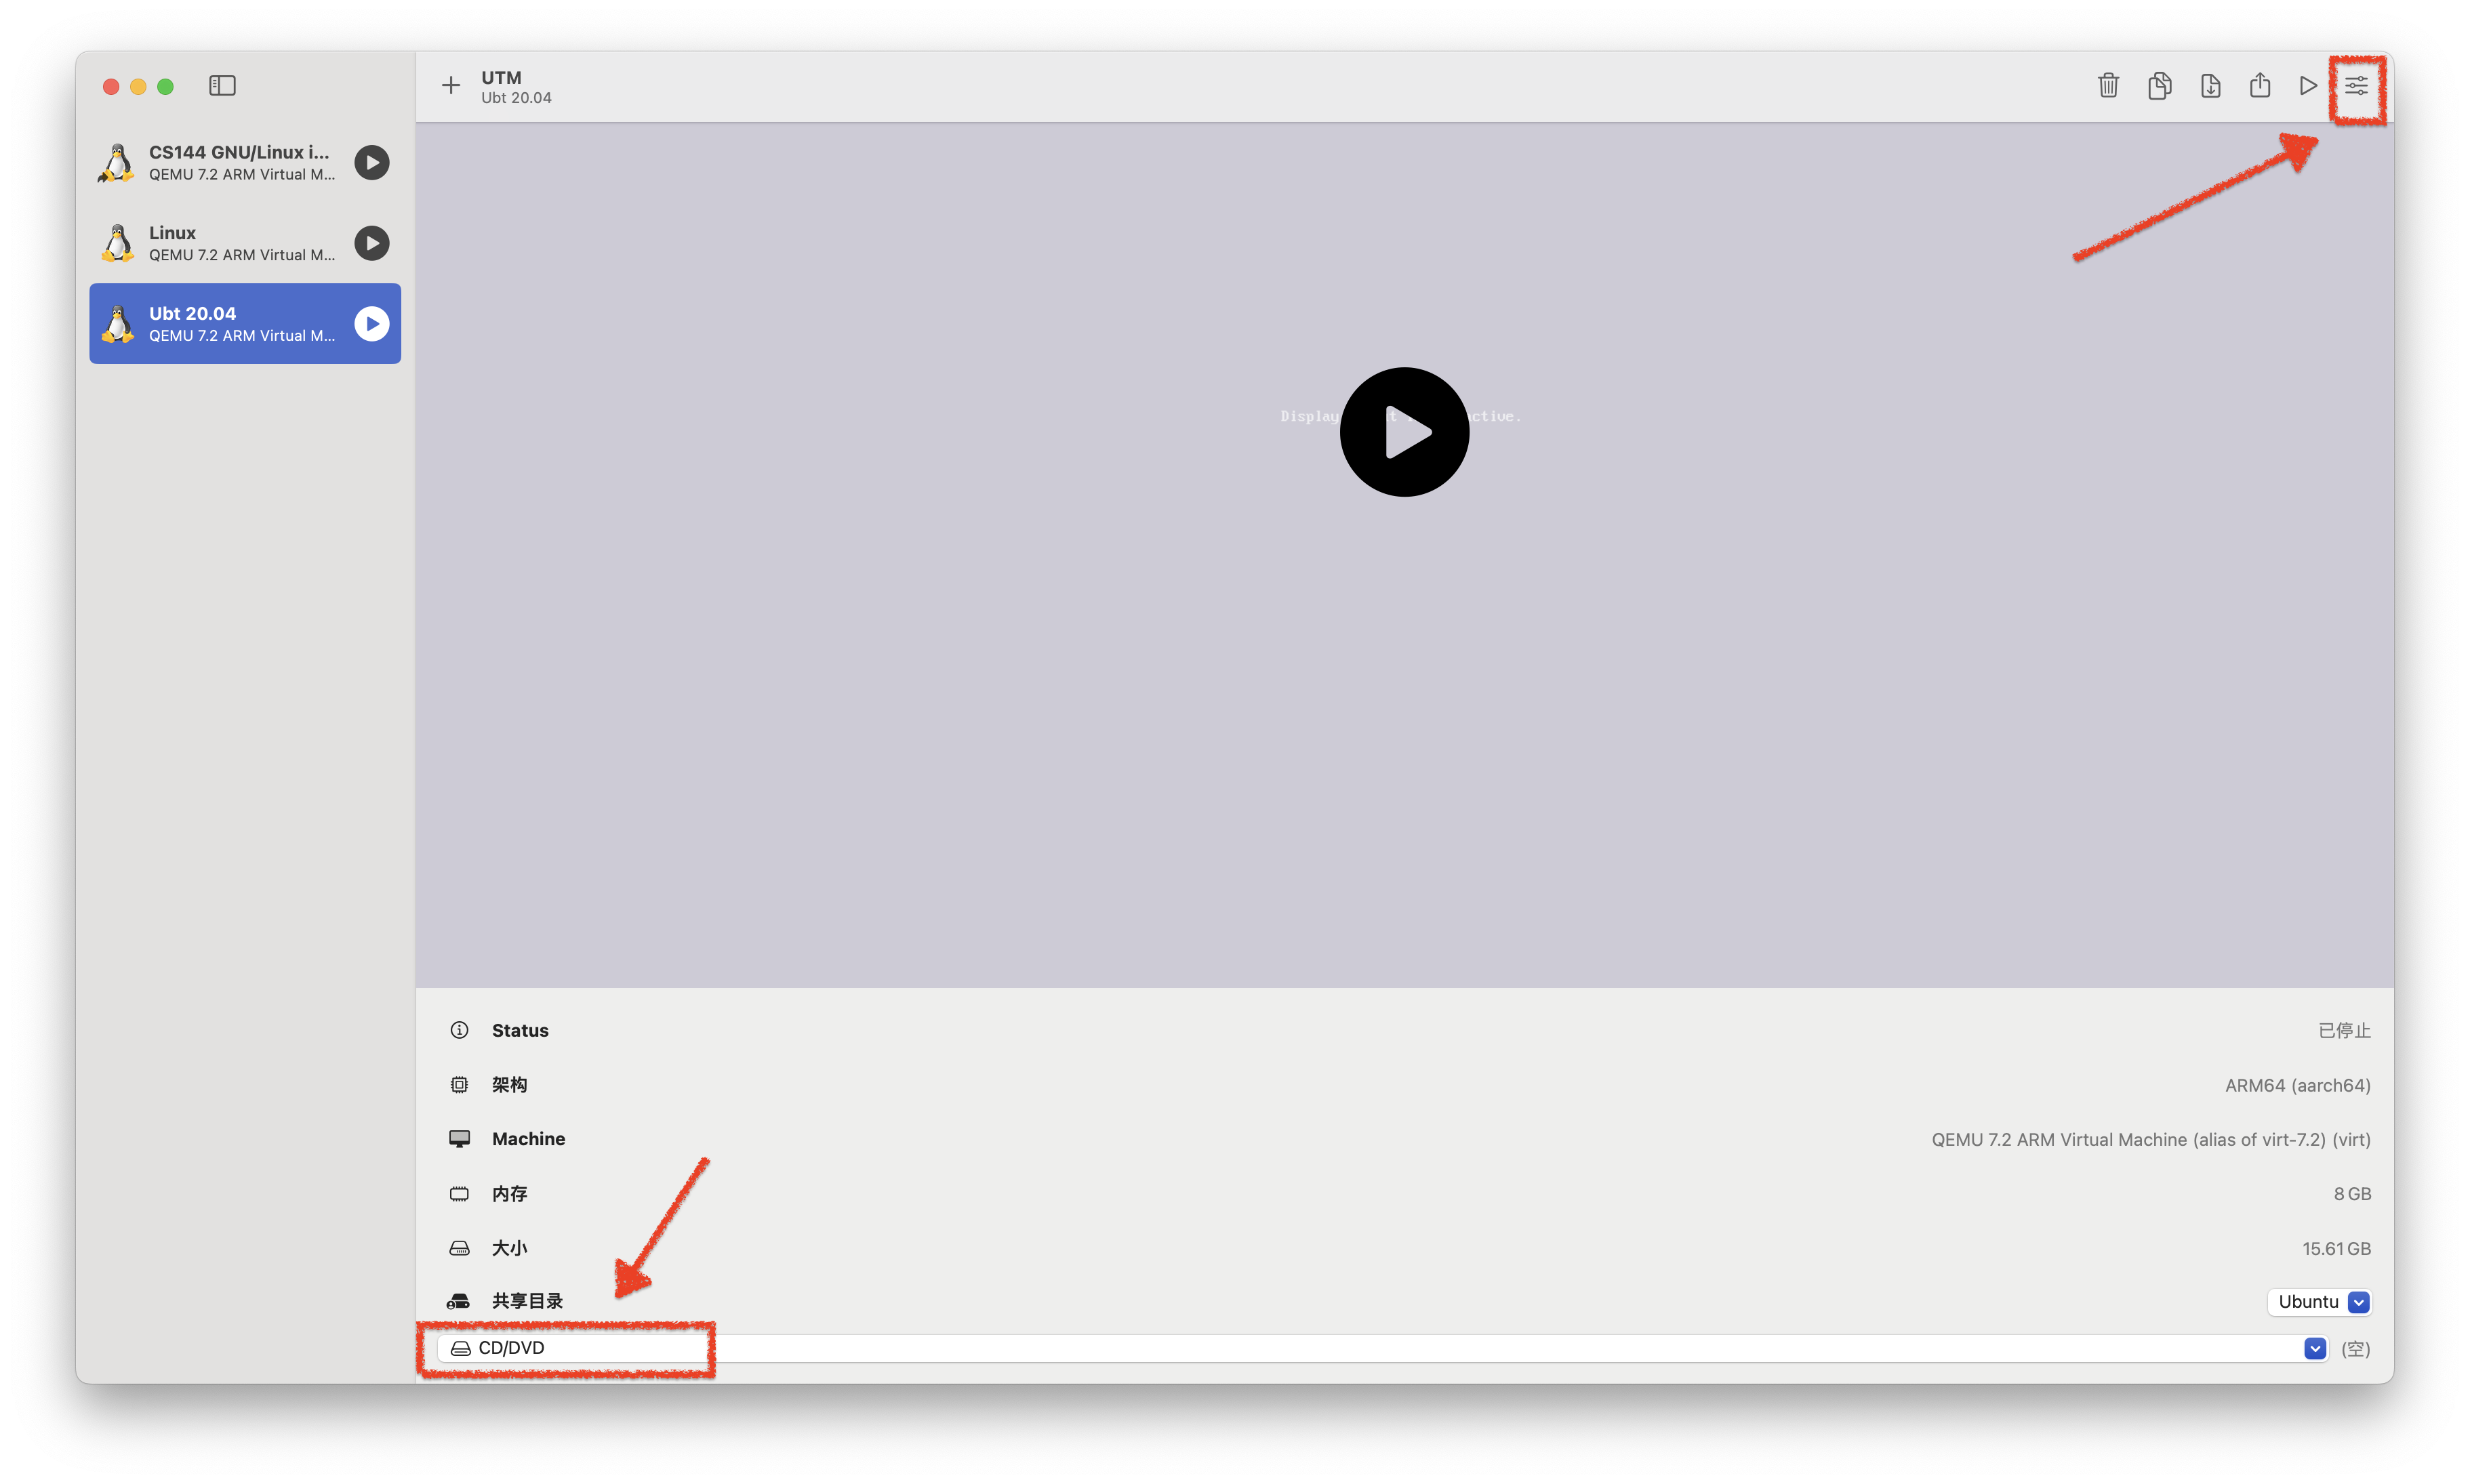 UTM
Ubt 20.04
CS144 GNU/Linux i...
QEMU 7.2 ARM Virtual M...
Linux
QEMU 7.2 ARM Virtual M...
Ubt 20.04
QEMU 7.2 ARM Virtual M...
Display ctive.
Status 已停止
架构 ARM64 (aarch64)
Machine QEMU 7.2 ARM Virtual Machine (alias of virt-7.2) (virt)
内存 8 GB
大小 15.61 GB
共享目录 Ubuntu
CD/DVD (空)